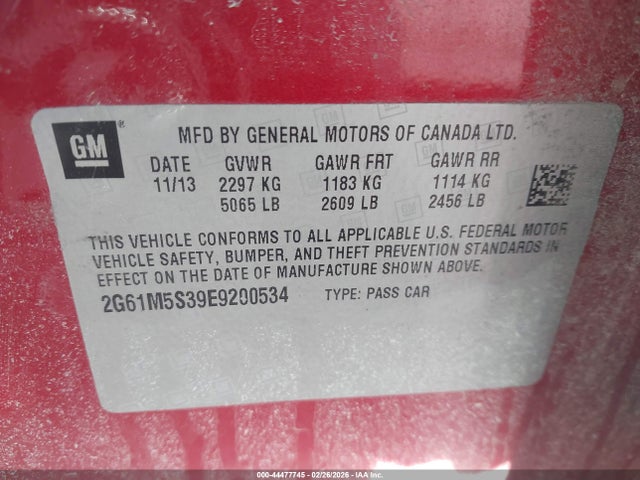 GM ®
MFD BY GENERAL MOTORS OF CANADA LTD.
DATE GVWR GAWR FRT GAWR RR
11/13 2297 KG 1183 KG 1114 KG
5065 LB 2609 LB 2456 LB
THIS VEHICLE CONFORMS TO ALL APPLICABLE U.S. FEDERAL MOTOR
VEHICLE SAFETY, BUMPER, AND THEFT PREVENTION STANDARDS IN
EFFECT ON THE DATE OF MANUFACTURE SHOWN ABOVE.
2G61M5S39E9200534 TYPE: PASS CAR
000-44477745 - 02/26/2026 - IAA Inc.